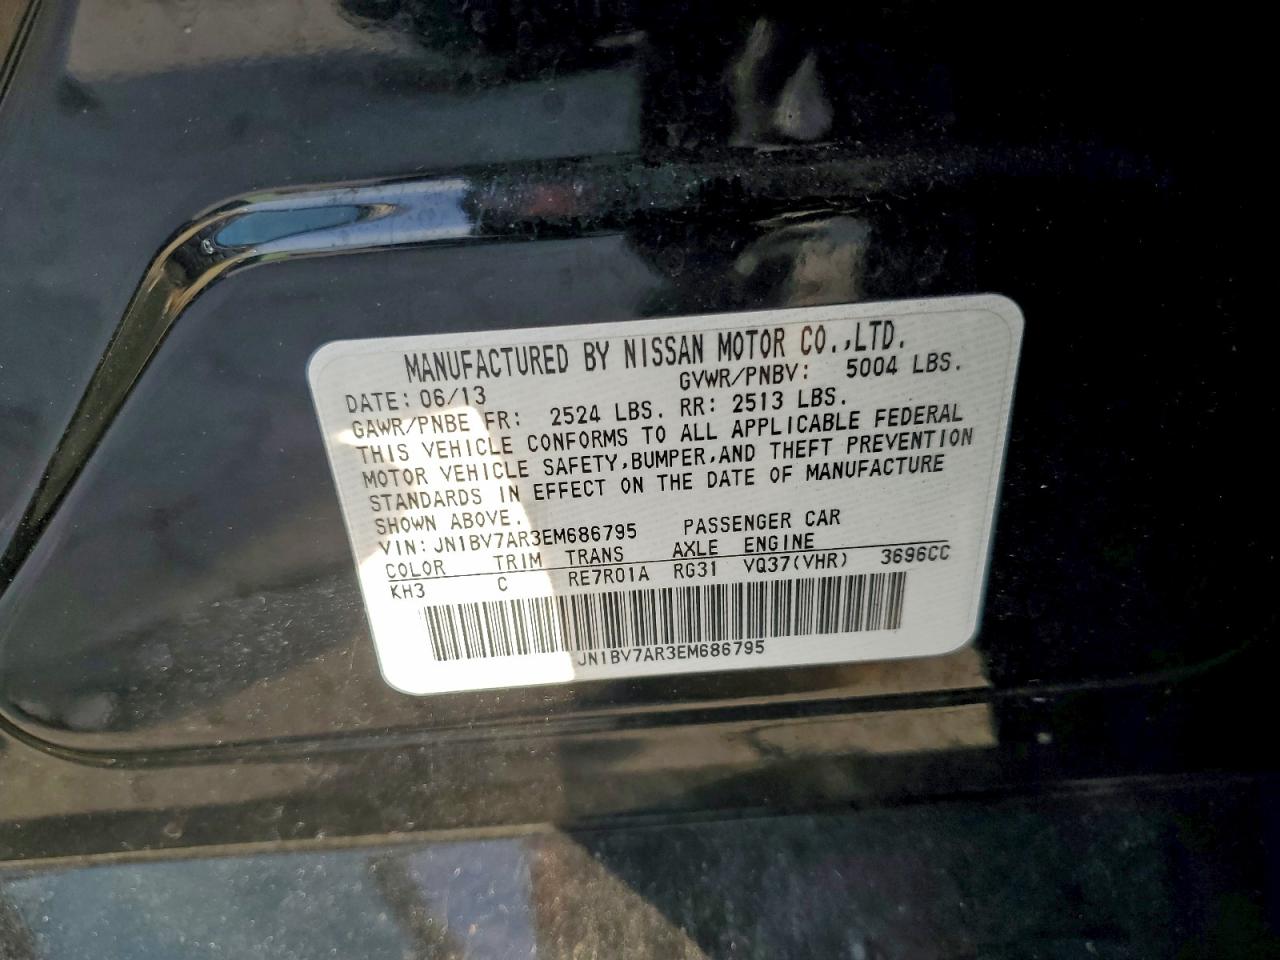 MANUFACTURED BY NISSAN MOTOR CO.,LTD.
DATE: 06/13 GVWR/PNBV: 5004 LBS.
GAWR/PNBE FR: 2524 LBS. RR: 2513 LBS.
THIS VEHICLE CONFORMS TO ALL APPLICABLE FEDERAL
MOTOR VEHICLE SAFETY,BUMPER,AND THEFT PREVENTION
STANDARDS IN EFFECT ON THE DATE OF MANUFACTURE
SHOWN ABOVE.
VIN: JN1BV7AR3EM686795 PASSENGER CAR
COLOR TRIM TRANS AXLE ENGINE
KH3 C RE7R01A RG31 VQ37(VHR) 3696CC
JN1BV7AR3EM686795